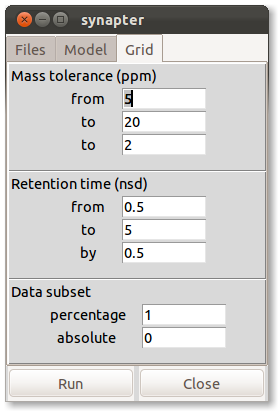 synapter
Files Model Grid
Mass tolerance (ppm)
from 5
to 20
to 2
Retention time (nsd)
from 0.5
to 5
by 0.5
Data subset
percentage 1
absolute 0
Run Close